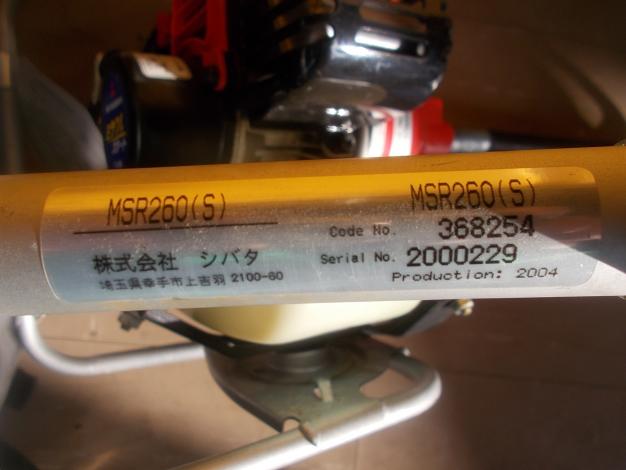 MSR260(S)
株式会社 シバタ
埼玉県幸手市上吉羽 2100-60
MSR260(S)
Code No. 368254
Serial No. 2000229
Production: 2004